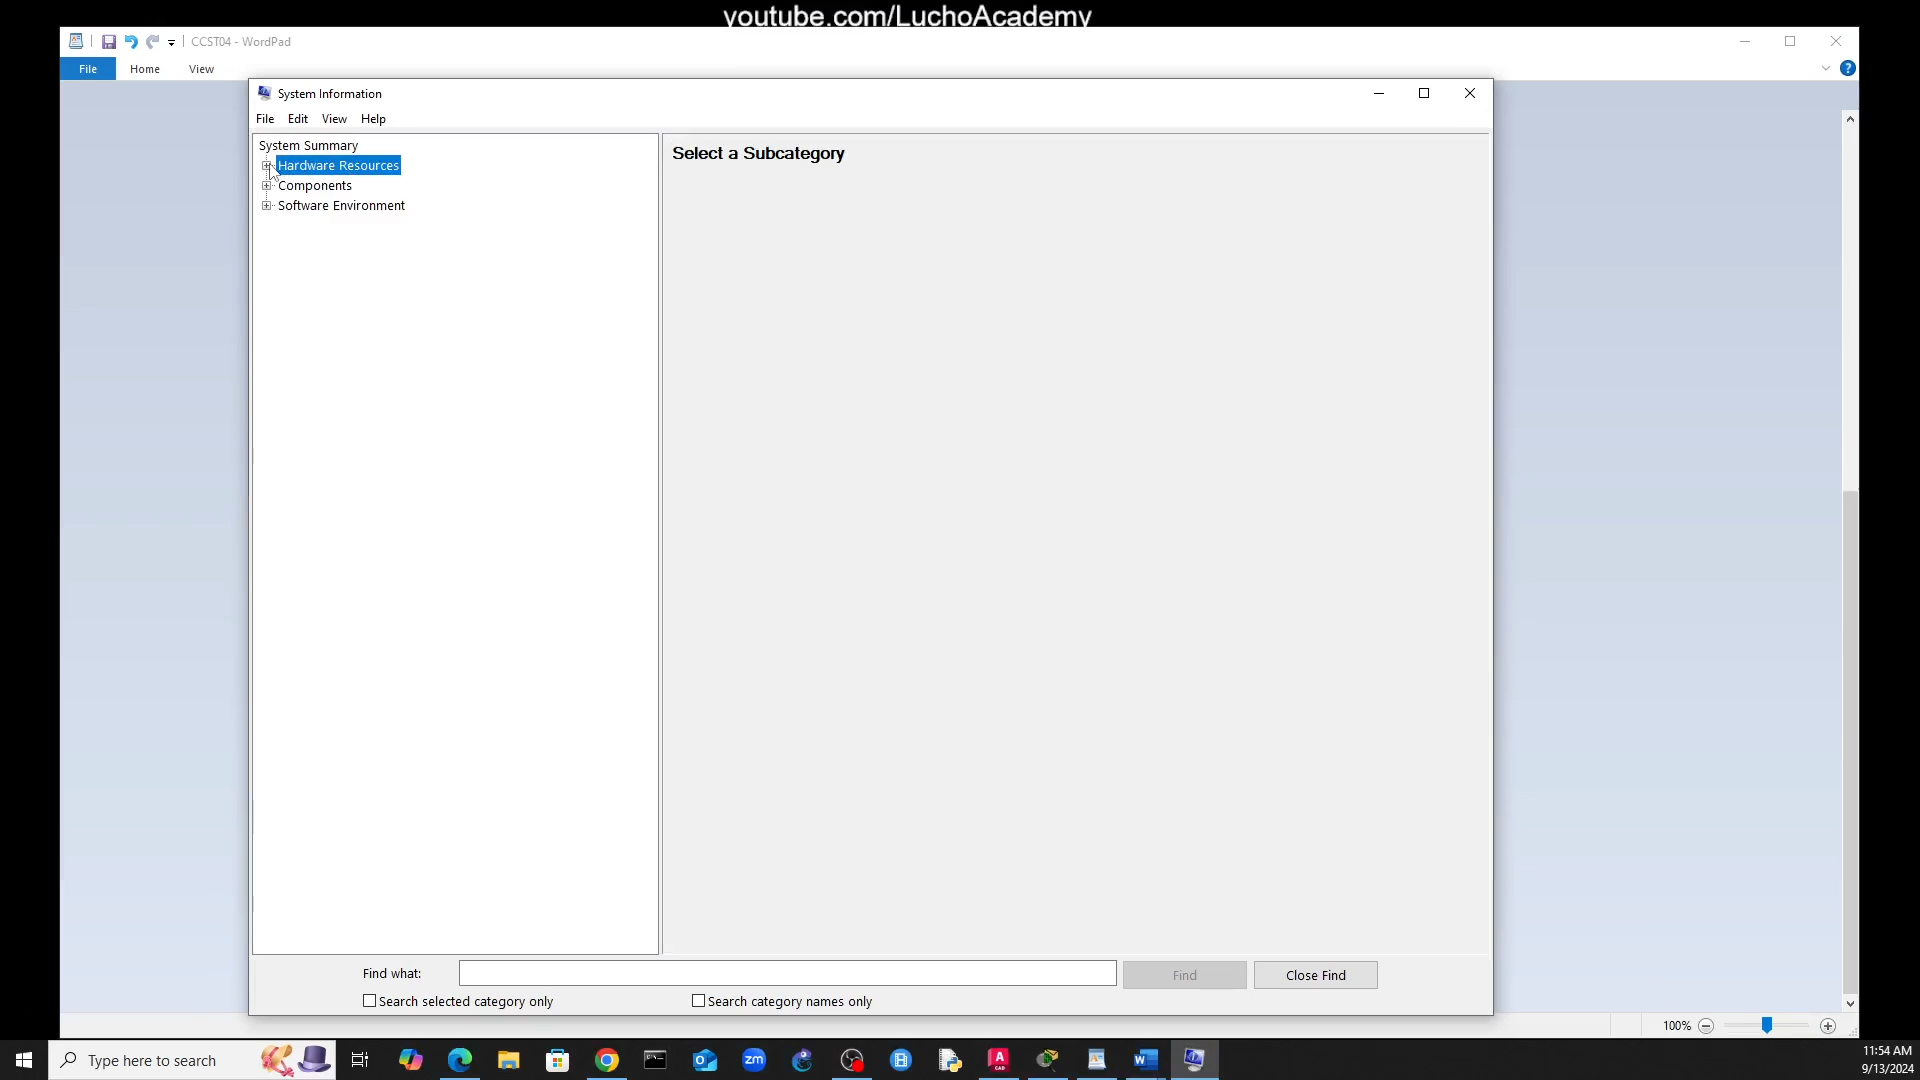 youtube.com/LuchoAcademy
CCST04 - WordPad
File Home View
System Information
File Edit View Help
System Summary
Hardware Resources
Components
Software Environment
Select a Subcategory
Find what:
Find
Close Find
Search selected category only
Search category names only
100%
Type here to search
11:54 AM
9/13/2024